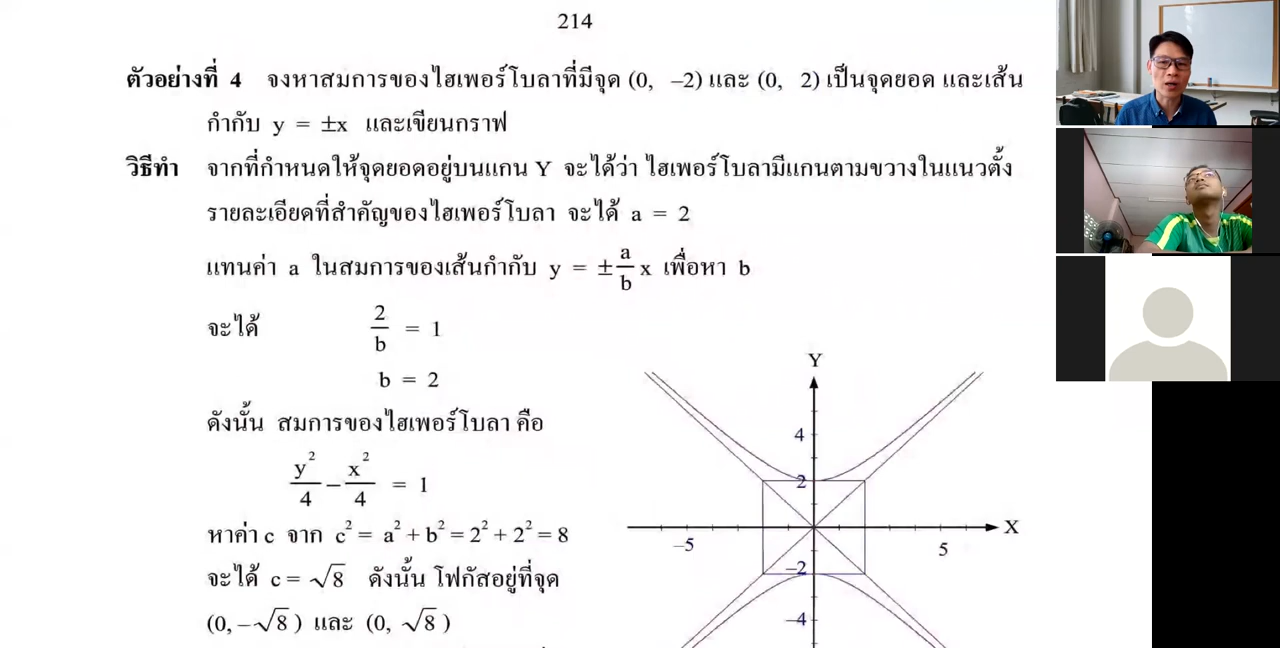 214
ตัวอย่างที่ 4 จงหาสมการของไฮเพอร์โบลาที่มีจุด (0, –2) และ (0, 2) เป็นจุดยอด และเส้น
กำกับ y = ±x และเขียนกราฟ
วิธีทำ จากที่กำหนดให้จุดยอดอยู่บนแกน Y จะได้ว่า ไฮเพอร์โบลามีแกนตามขวางในแนวตั้ง
รายละเอียดที่สำคัญของไฮเพอร์โบลา จะได้ a = 2
แทนค่า a ในสมการของเส้นกำกับ y = ±a/b x เพื่อหา b
จะได้ 2/b = 1
b = 2
ดังนั้น สมการของไฮเพอร์โบลา คือ
y²/4 – x²/4 = 1
หาค่า c จาก c² = a² + b² = 2² + 2² = 8
จะได้ c = √8 ดังนั้น โฟกัสอยู่ที่จุด
(0, –√8 ) และ (0, √8 )
Y
4
2
X
–5
5
–2
–4